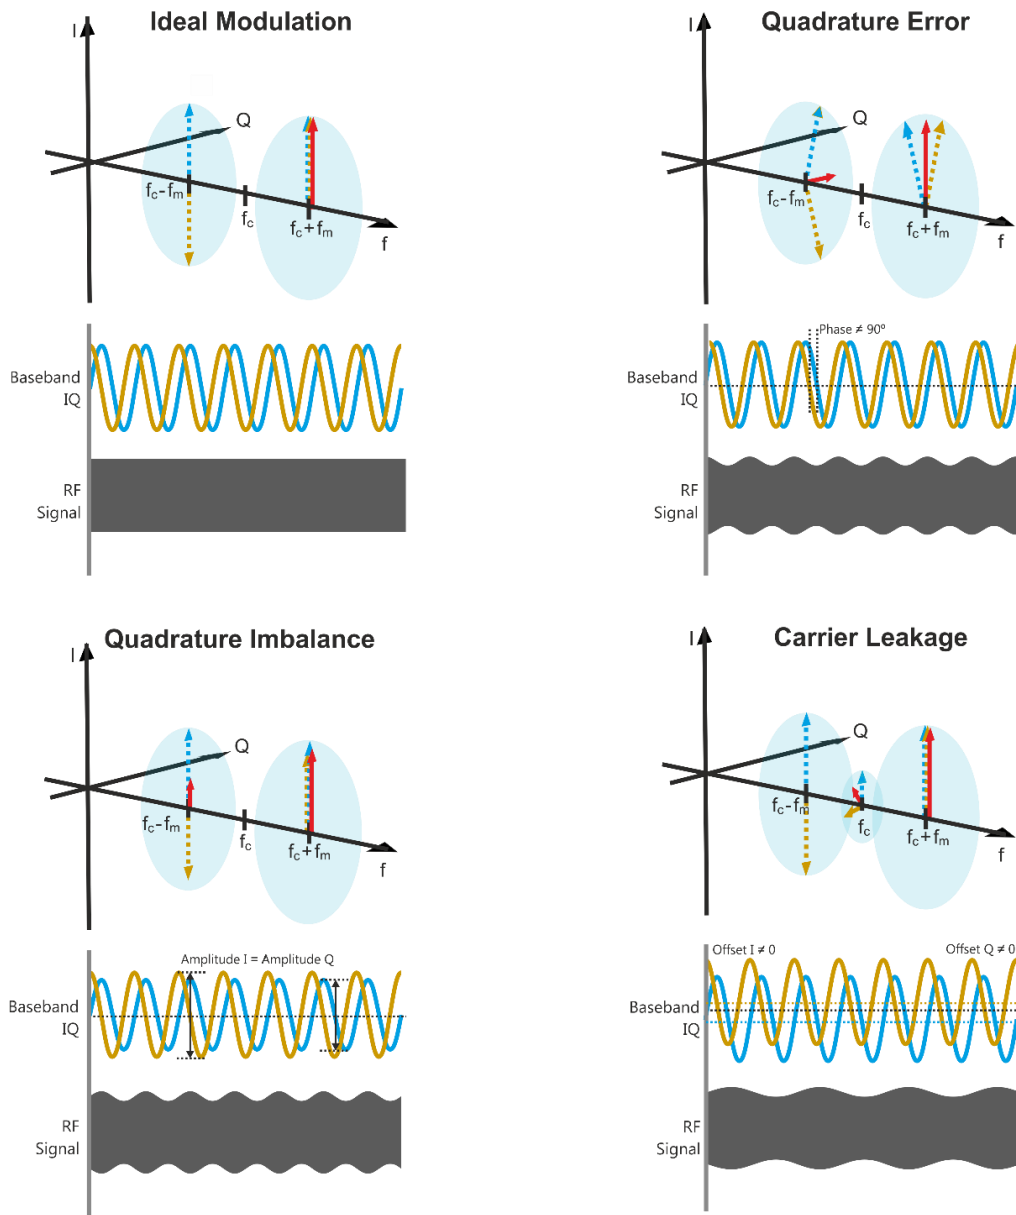 Ideal Modulation
I
Q
fc-fm
fc
fc+fm
f
Baseband
IQ
RF
Signal
Quadrature Error
I
Q
fc-fm
fc
fc+fm
f
Phase ≠ 90º
Baseband
IQ
RF
Signal
Quadrature Imbalance
I
Q
fc-fm
fc
fc+fm
f
Amplitude I = Amplitude Q
Baseband
IQ
RF
Signal
Carrier Leakage
I
Q
fc-fm
fc
fc+fm
f
Offset I ≠ 0
Offset Q ≠ 0
Baseband
IQ
RF
Signal